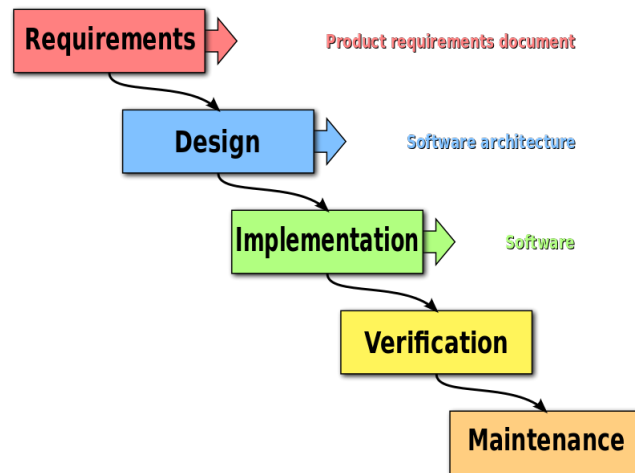 Requirements
Product requirements document
Design
Software architecture
Implementation
Software
Verification
Maintenance